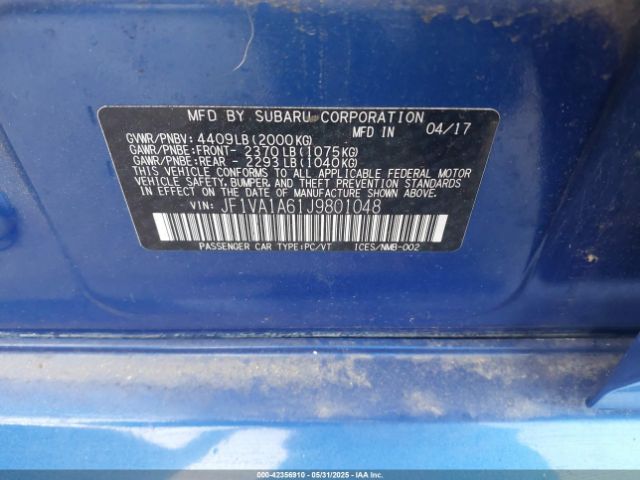 MFD BY SUBARU CORPORATION
MFD IN 04/17
GVWR/PNBV: 4409LB(2000KG)
GAWR/PNBE:FRONT- 2370LB(1075KG)
GAWR/PNBE:REAR - 2293LB(1040KG)
THIS VEHICLE CONFORMS TO ALL APPLICABLE FEDERAL MOTOR
VEHICLE SAFETY, BUMPER, AND THEFT PREVENTION STANDARDS
IN EFFECT ON THE DATE OF MANUFACTURE SHOWN ABOVE.
VIN: JF1VA1A61J9801048
PASSENGER CAR TYPE:PC/VT ICES/NMB-002
000-42356910 - 05/31/2025 - IAAI.com